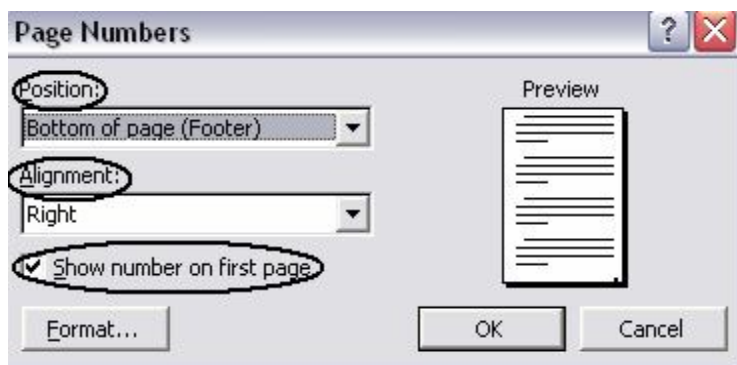 Page Numbers
Position:
Preview
Bottom of page (Footer)
Alignment:
Right
Show number on first page
Format...
OK
Cancel